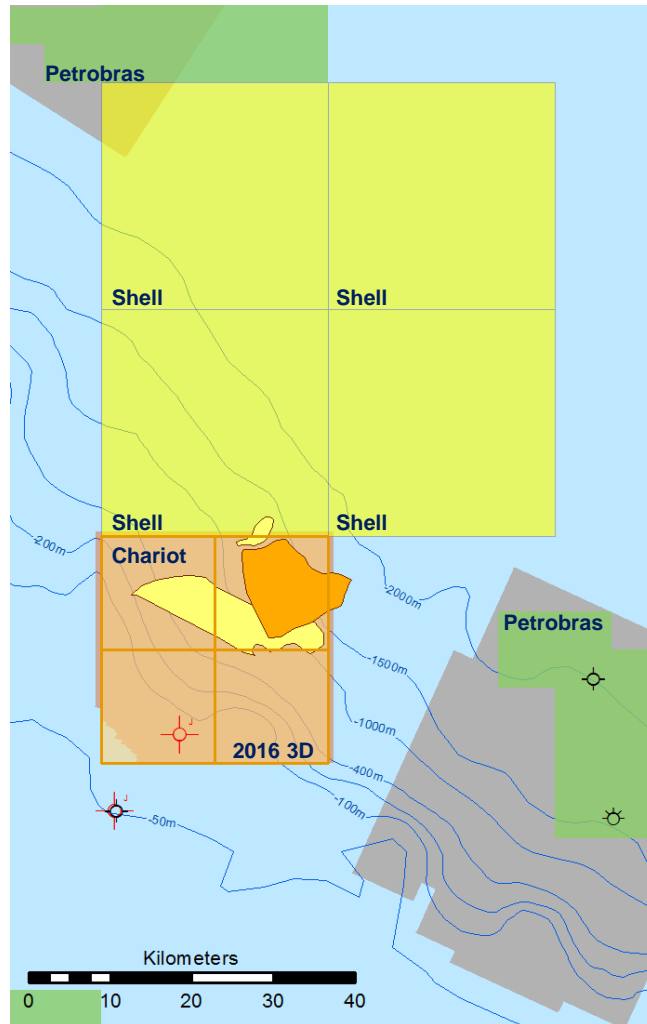 Petrobras
Shell
Shell
Shell
Shell
-200m
Chariot
-2000m
Petrobras
-1500m
-1000m
2016 3D
-400m
-100m
-50m
Kilometers
0 10 20 30 40